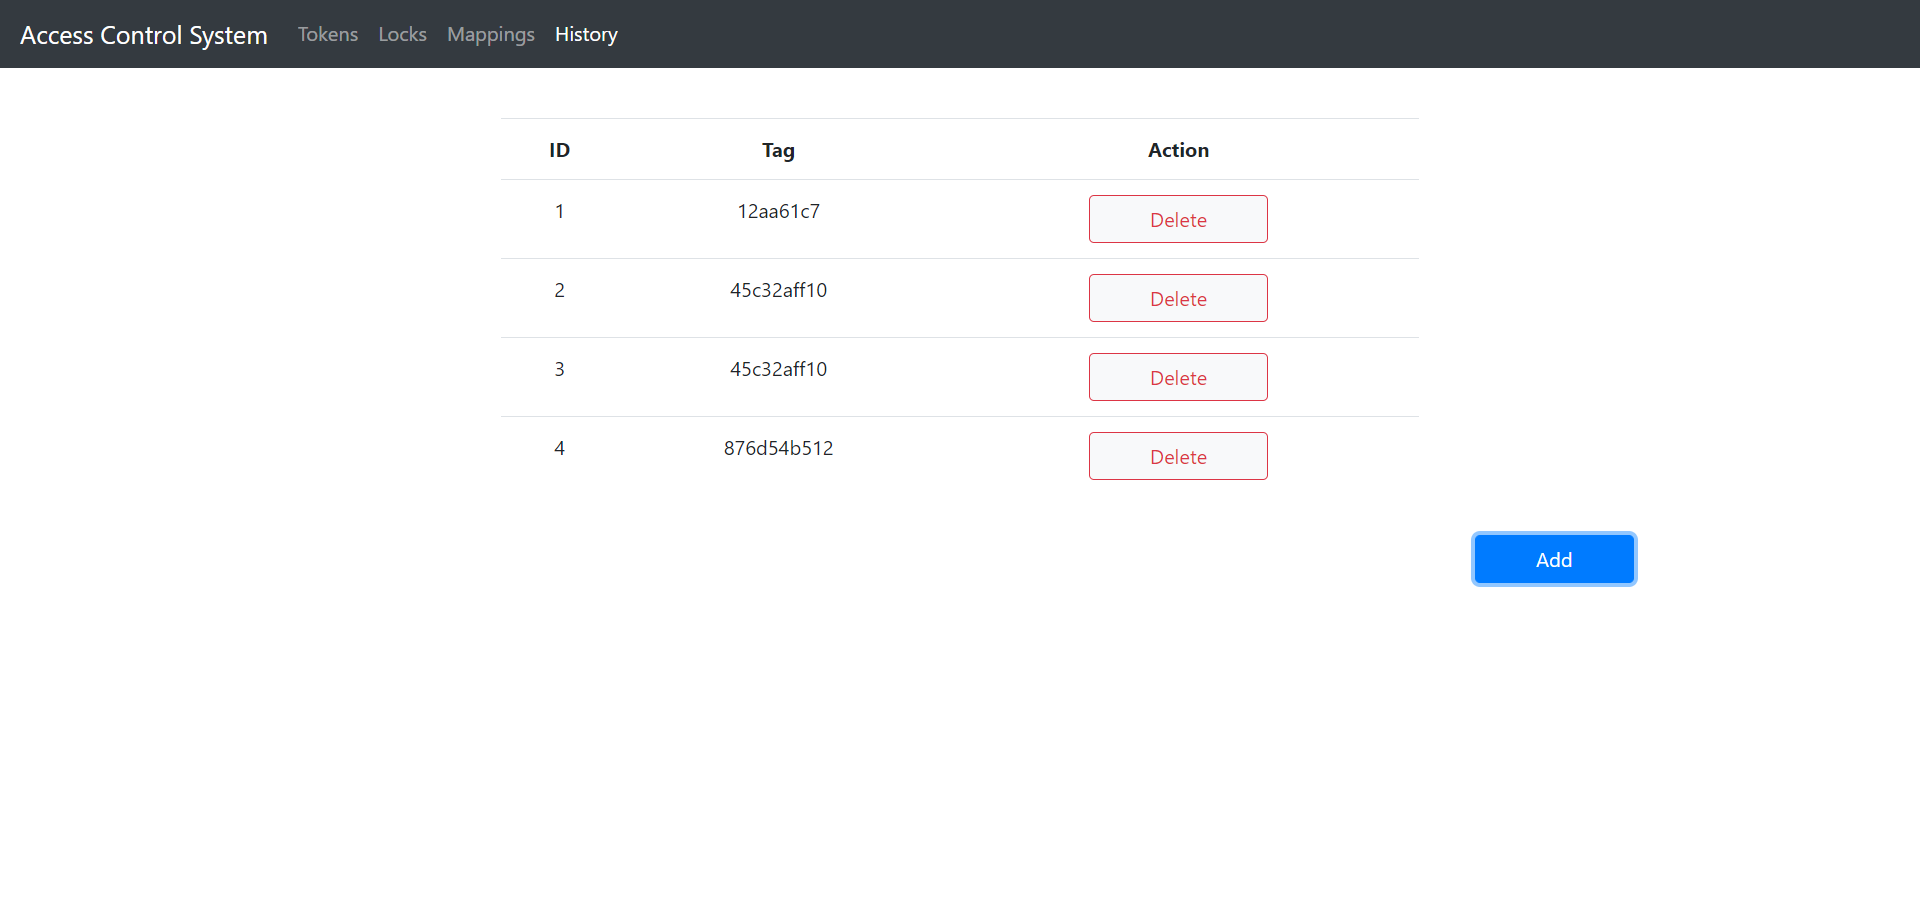 Access Control System Tokens Locks Mappings History
ID Tag Action
1 12aa61c7 Delete
2 45c32aff10 Delete
3 45c32aff10 Delete
4 876d54b512 Delete
Add